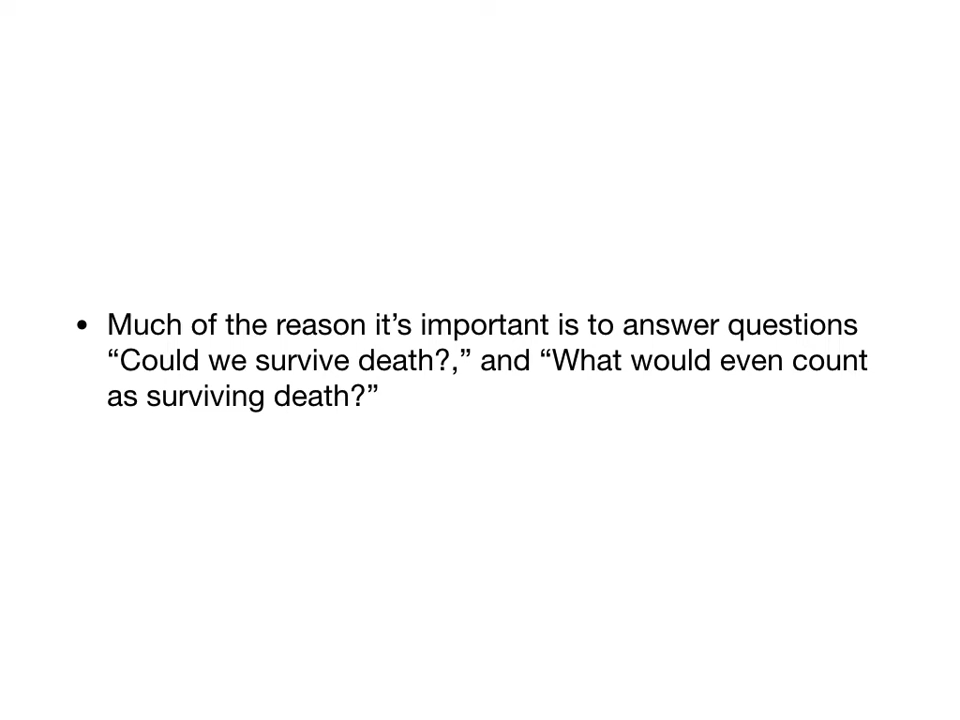 • Much of the reason it’s important is to answer questions
“Could we survive death?,” and “What would even count
as surviving death?”